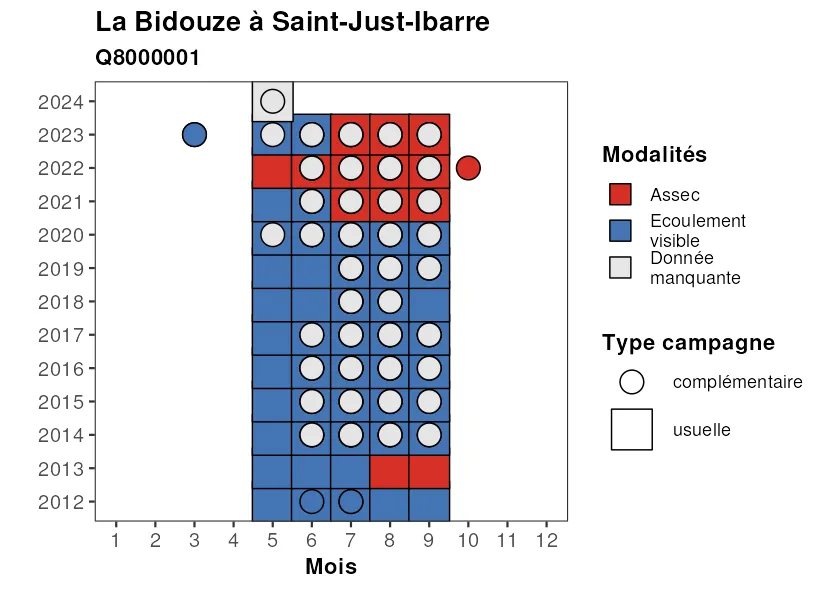 La Bidouze à Saint-Just-Ibarre
Q8000001
2024
2023
2022
2021
2020
2019
2018
2017
2016
2015
2014
2013
2012
1 2 3 4 5 6 7 8 9 10 11 12
Mois
Modalités
Assec
Ecoulement
visible
Donnée
manquante
Type campagne
complémentaire
usuelle